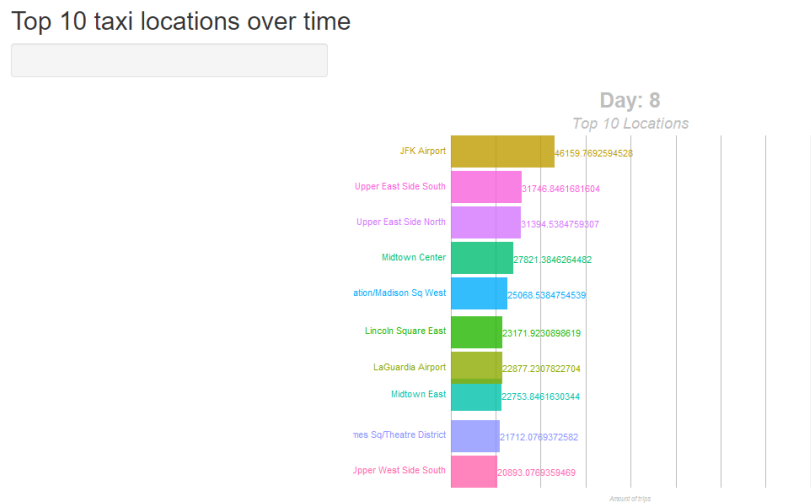 Top 10 taxi locations over time
Day: 8
Top 10 Locations
JFK Airport 46159.7692594528
Upper East Side South 31746.8461681604
Upper East Side North 31394.5384759307
Midtown Center 27821.3846264482
ation/Madison Sq West 25068.5384754539
Lincoln Square East 23171.9230898619
LaGuardia Airport 22877.2307822704
Midtown East 22753.8461630344
mes Sq/Theatre District 21712.0769372582
Upper West Side South 20893.0769359469
Amount of trips